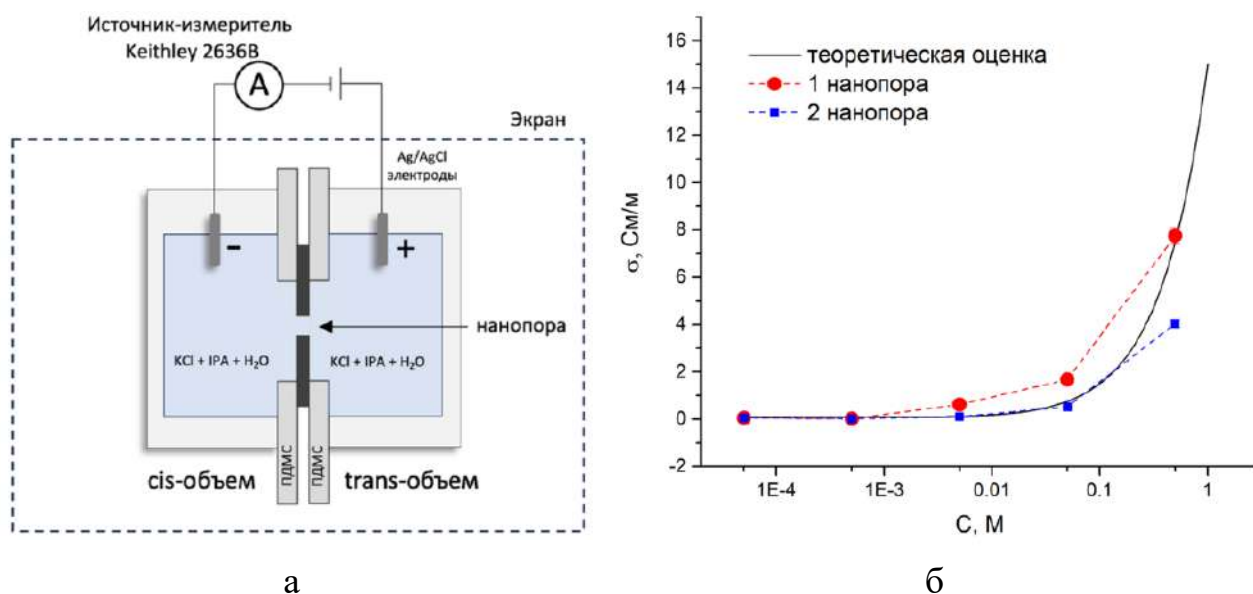 Источник-измеритель
Keithley 2636B
A
Экран
Ag/AgCl
электроды
-
+
нанопора
KCl + IPA + H₂O
KCl + IPA + H₂O
ПДМС
ПДМС
cis-объем
trans-объем
а
16
14
12
10
8
6
4
2
0
-2
σ, См/м
теоретическая оценка
1 нанопора
2 нанопора
1E-4
1E-3
0.01
0.1
1
C, M
б